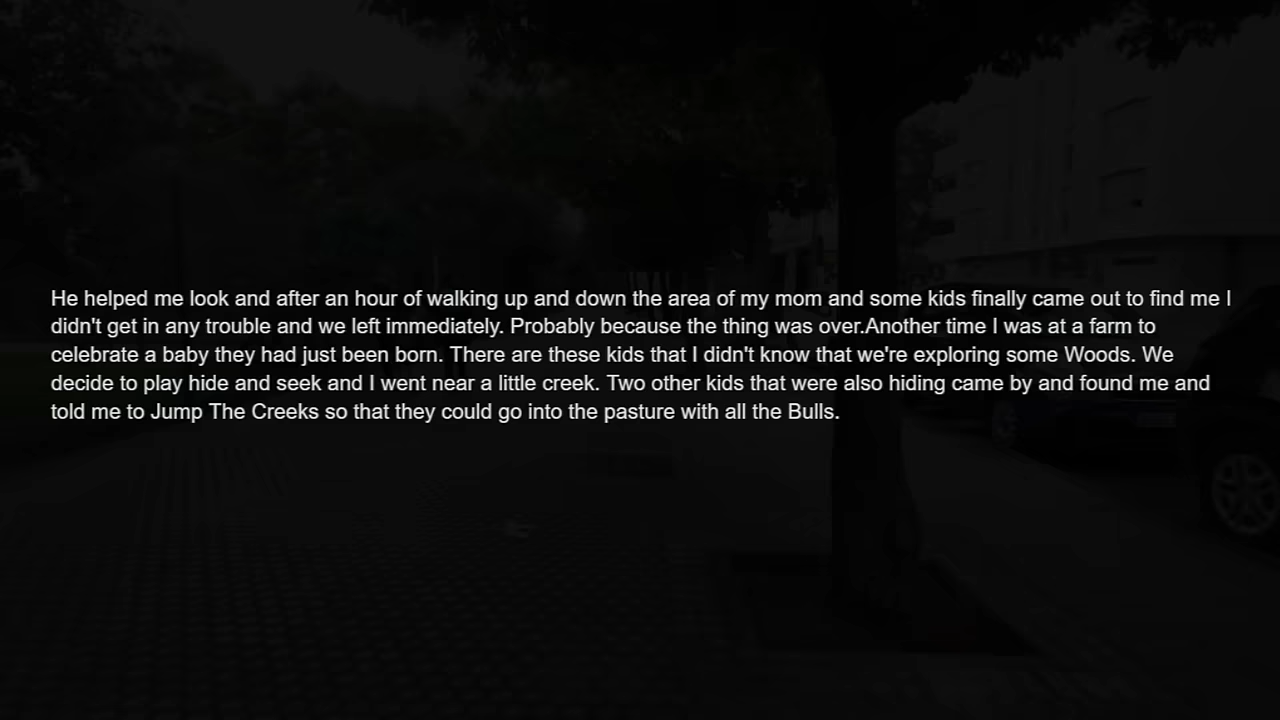 He helped me look and after an hour of walking up and down the area of my mom and some kids finally came out to find me I
didn't get in any trouble and we left immediately. Probably because the thing was over.Another time I was at a farm to
celebrate a baby they had just been born. There are these kids that I didn't know that we're exploring some Woods. We
decide to play hide and seek and I went near a little creek. Two other kids that were also hiding came by and found me and
told me to Jump The Creeks so that they could go into the pasture with all the Bulls.